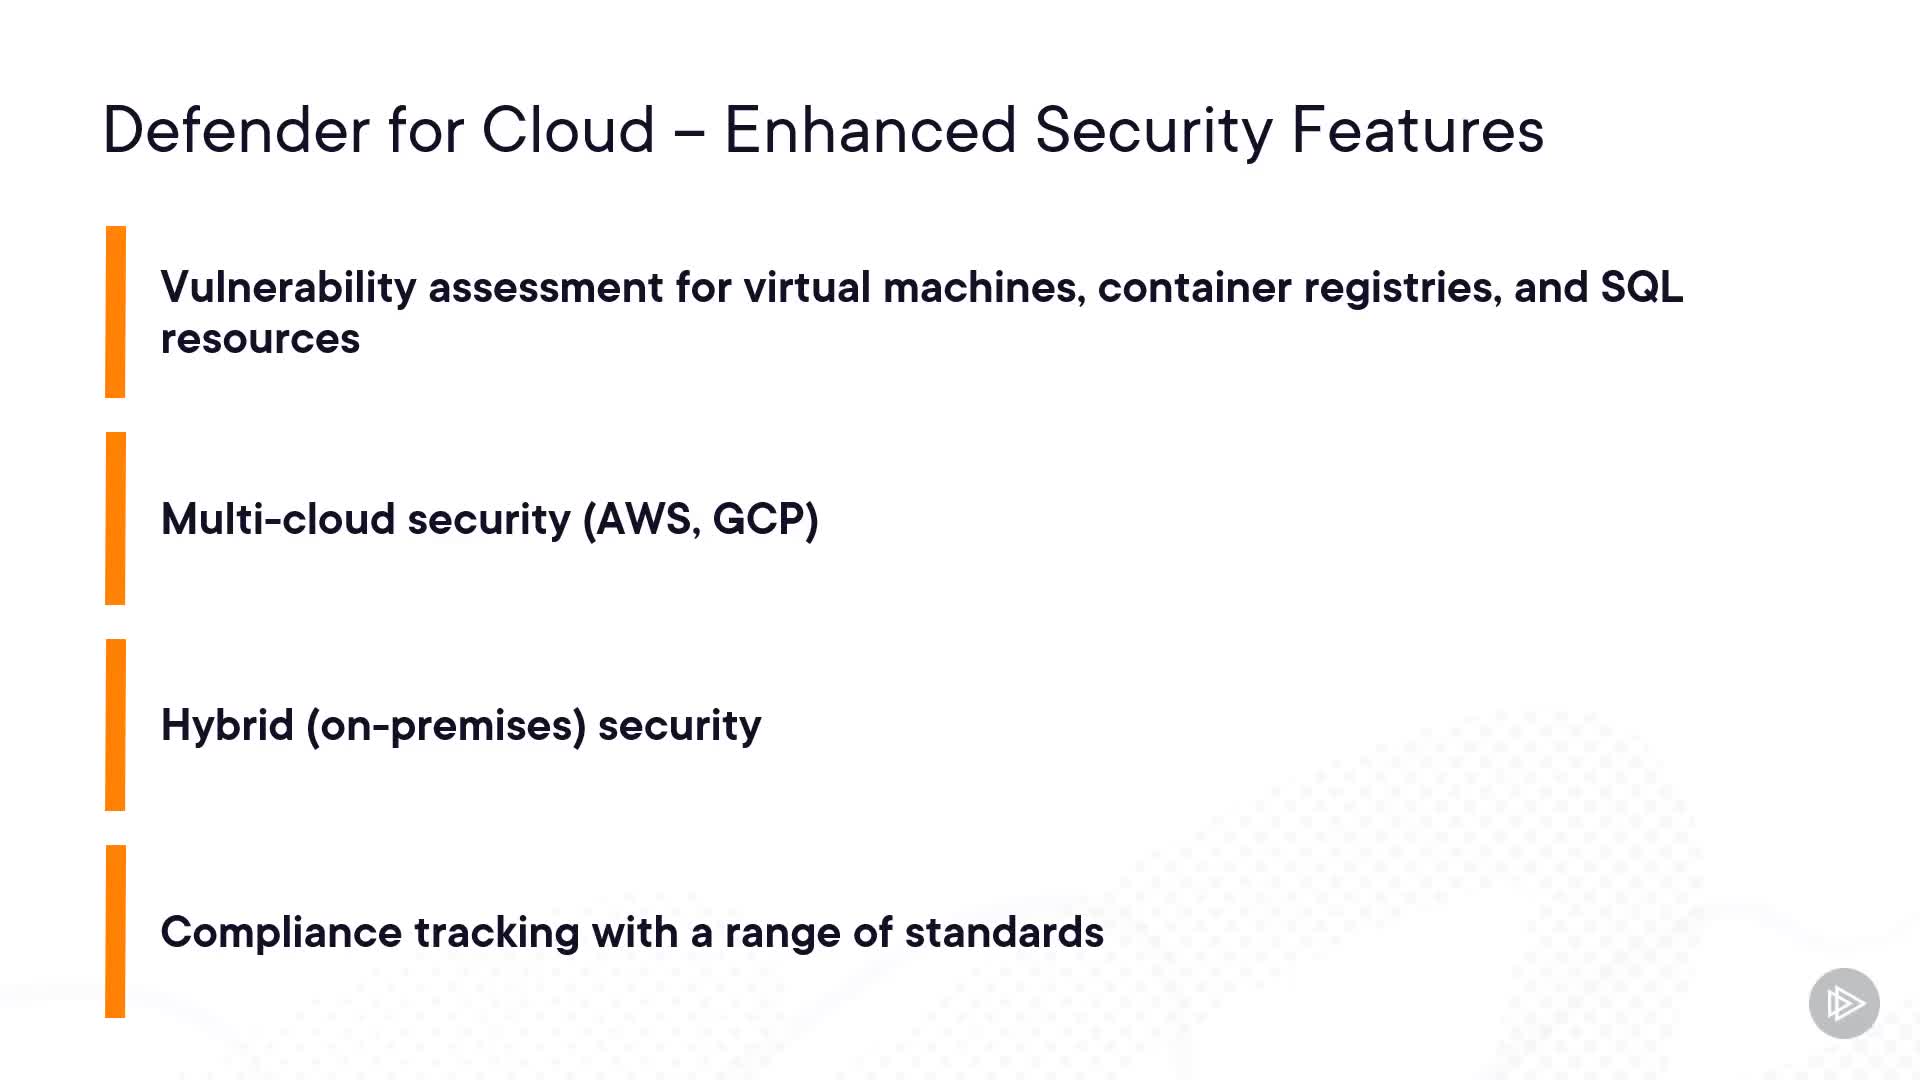 Defender for Cloud – Enhanced Security Features
Vulnerability assessment for virtual machines, container registries, and SQL
resources
Multi-cloud security (AWS, GCP)
Hybrid (on-premises) security
Compliance tracking with a range of standards